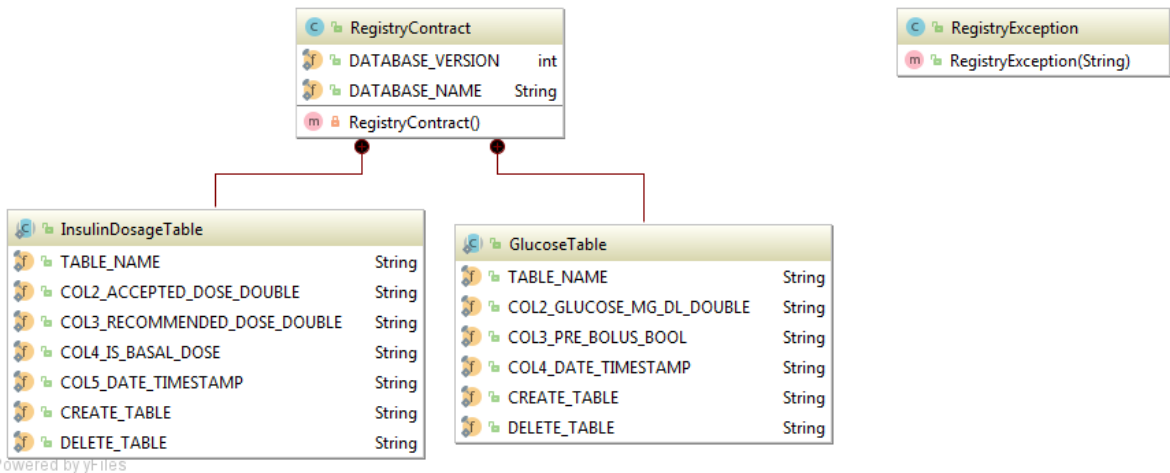 RegistryContract
DATABASE_VERSION int
DATABASE_NAME String
RegistryContract()
RegistryException
RegistryException(String)
InsulinDosageTable
TABLE_NAME String
COL2_ACCEPTED_DOSE_DOUBLE String
COL3_RECOMMENDED_DOSE_DOUBLE String
COL4_IS_BASAL_DOSE String
COL5_DATE_TIMESTAMP String
CREATE_TABLE String
DELETE_TABLE String
GlucoseTable
TABLE_NAME String
COL2_GLUCOSE_MG_DL_DOUBLE String
COL3_PRE_BOLUS_BOOL String
COL4_DATE_TIMESTAMP String
CREATE_TABLE String
DELETE_TABLE String
Powered by yFiles